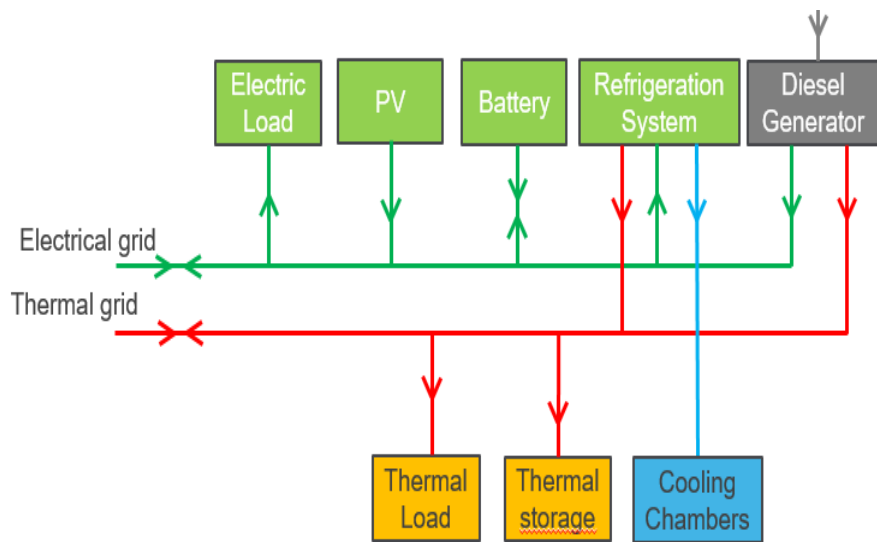 Electric
Load
PV
Battery
Refrigeration
System
Diesel
Generator
Electrical grid
Thermal grid
Thermal
Load
Thermal
storage
Cooling
Chambers